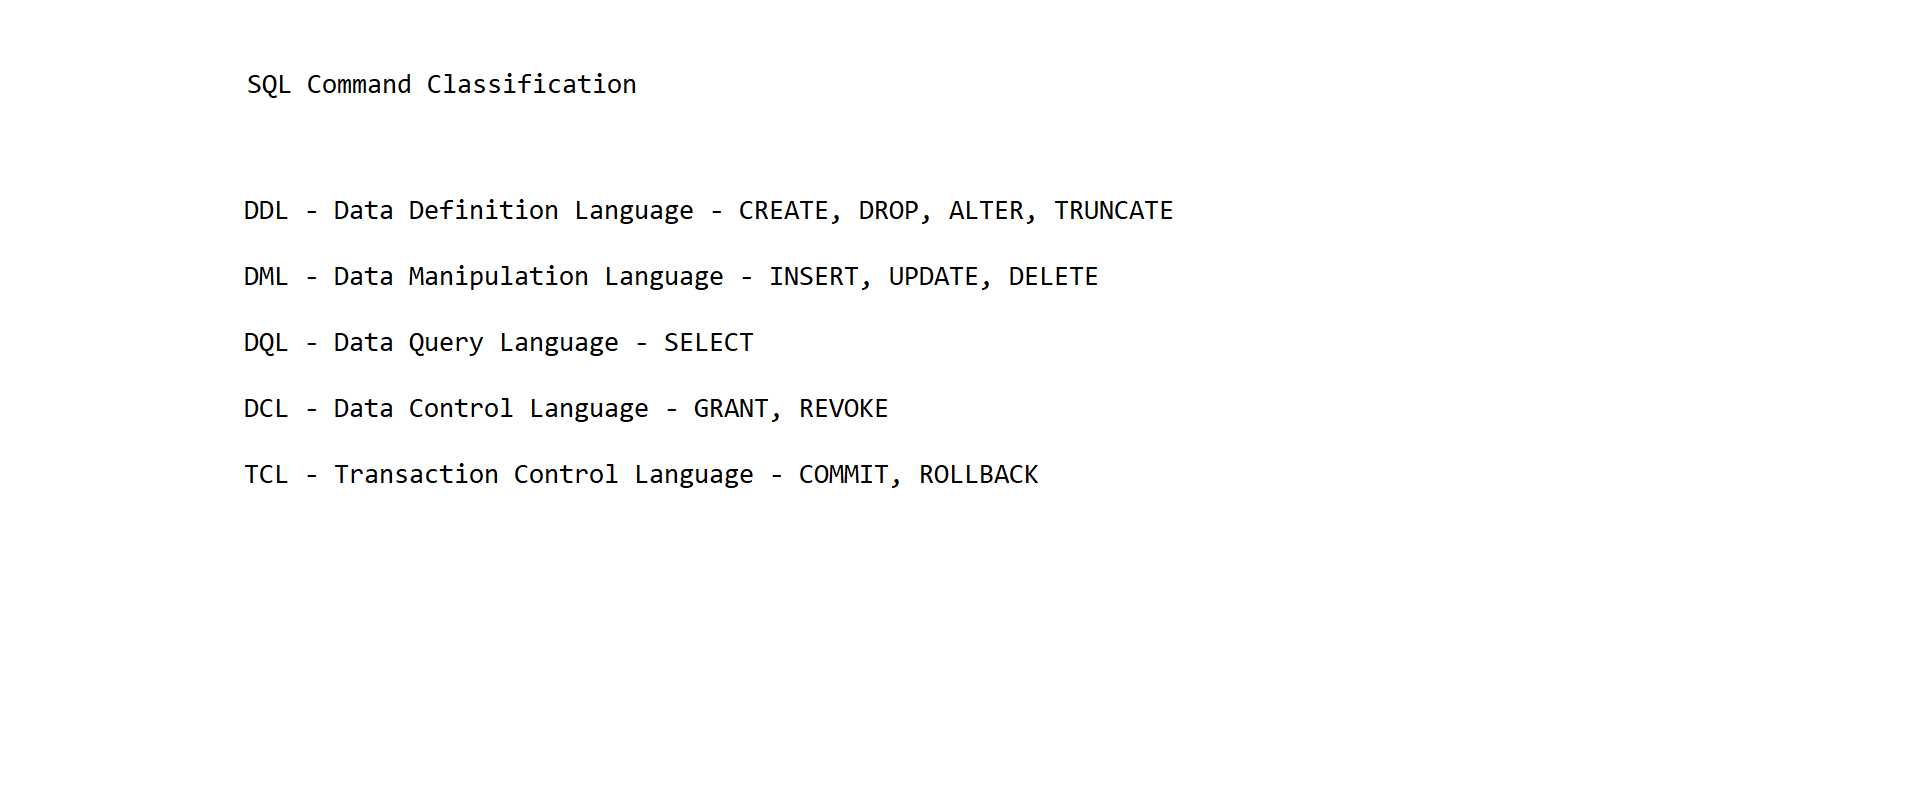 SQL Command Classification
DDL - Data Definition Language - CREATE, DROP, ALTER, TRUNCATE
DML - Data Manipulation Language - INSERT, UPDATE, DELETE
DQL - Data Query Language - SELECT
DCL - Data Control Language - GRANT, REVOKE
TCL - Transaction Control Language - COMMIT, ROLLBACK